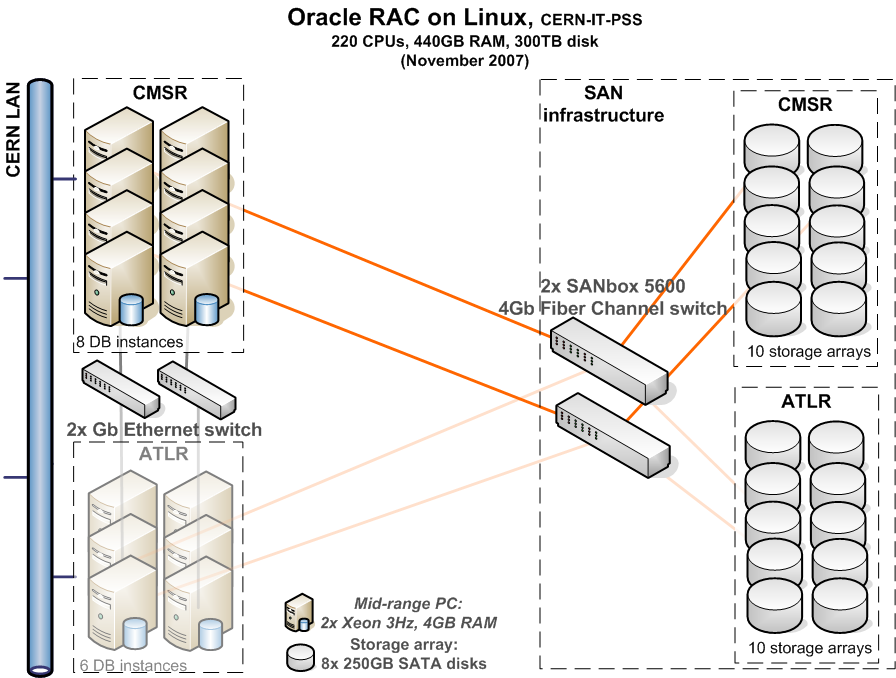 Oracle RAC on Linux, CERN-IT-PSS
220 CPUs, 440GB RAM, 300TB disk
(November 2007)
CERN LAN
CMSR
8 DB instances
2x Gb Ethernet switch
ATLR
6 DB instances
SAN
infrastructure
2x SANbox 5600
4Gb Fiber Channel switch
CMSR
10 storage arrays
ATLR
10 storage arrays
Mid-range PC:
2x Xeon 3Hz, 4GB RAM
Storage array:
8x 250GB SATA disks